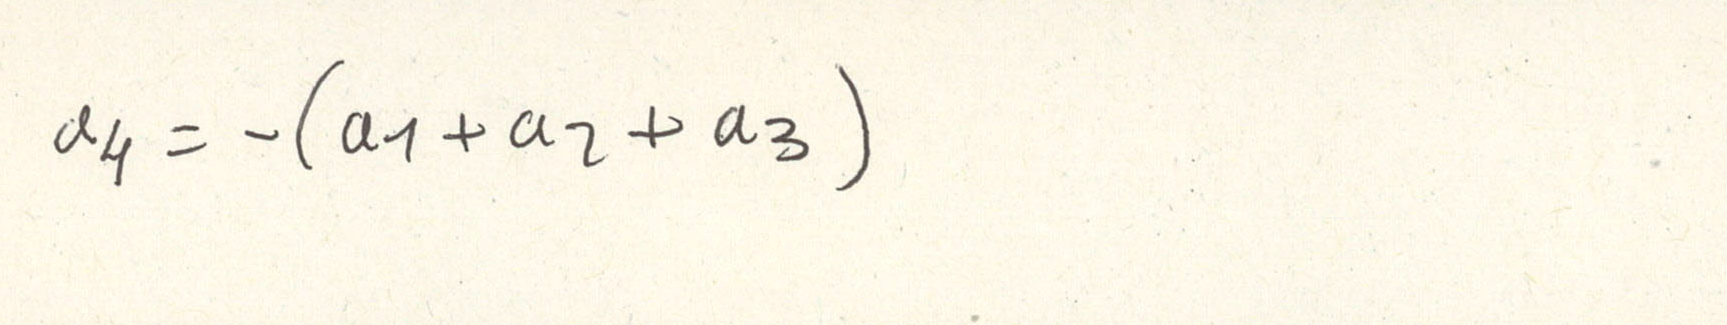 a4 = -(a1 + a2 + a3)